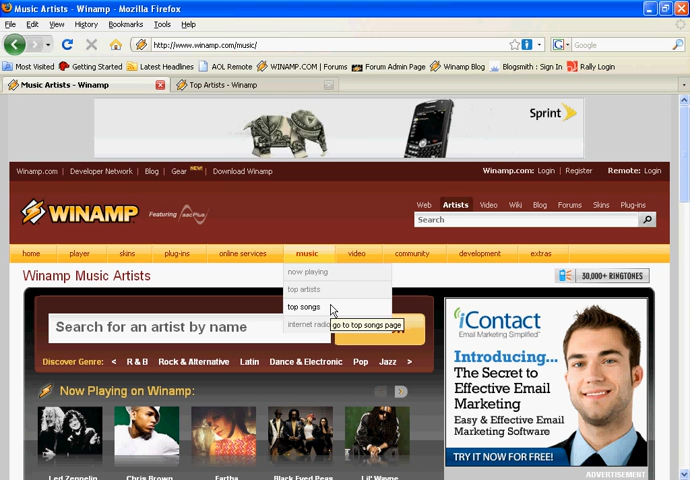 Music Artists - Winamp - Mozilla Firefox
File Edit View History Bookmarks Tools Help
http://www.winamp.com/music/
Google
Most Visited Getting Started Latest Headlines AOL Remote WINAMP.COM | Forums Forum Admin Page Winamp Blog Blogsmith : Sign In Rally Login
Music Artists - Winamp
Top Artists - Winamp
Sprint
Winamp.com | Developer Network | Blog | Gear NEW! | Download Winamp
Winamp.com: Login | Register Remote: Login
WINAMP
Featuring aacPlus
Web Artists Video Wiki Blog Forums Skins Plug-ins
Search
home player skins plug-ins online services music video community development extras
now playing
top artists
top songs
internet radio
go to top songs page
Winamp Music Artists
30,000+ RINGTONES
Search for an artist by name
Discover Genre: < R & B Rock & Alternative Latin Dance & Electronic Pop Jazz >
Now Playing on Winamp:
Led Zeppelin Chris Brown Eartha Black Eyed Peas Lil' Wayne
iContact
Email Marketing Simplified
Introducing...
The Secret to
Effective Email
Marketing
Easy & Effective Email
Marketing Software
TRY IT NOW FOR FREE!
ADVERTISEMENT